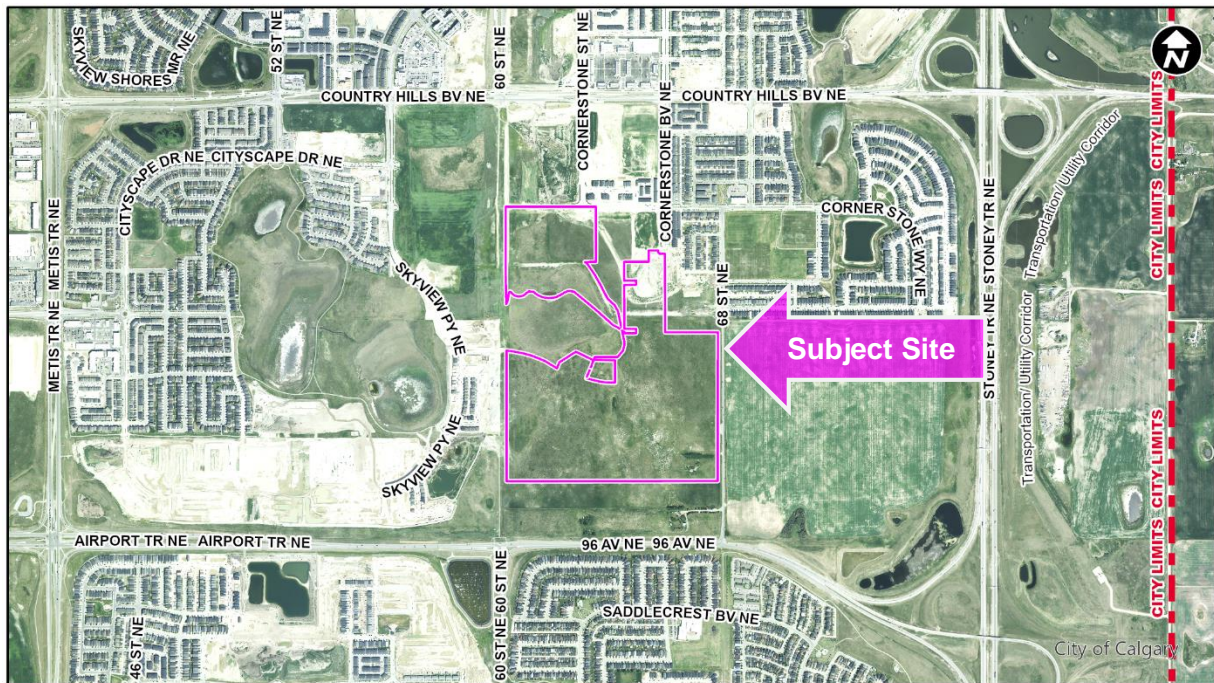 SKYVIEW SHORES MR NE
52 ST NE
60 ST NE
CORNERSTONE ST NE
CORNERSTONE BV NE
N
COUNTRY HILLS BV NE
COUNTRY HILLS BV NE
CITYSCAPE DR NE CITYSCAPE DR NE
CITYSCAPE DR NE
METIS TR NE METIS TR NE
SKYVIEW PY NE
SKYVIEW PY NE
CORNER STONE WY NE
68 ST NE
Subject Site
STONEY TR NE STONEY TR NE
Transportation/ Utility Corridor Transportation/ Utility Corridor
CITY LIMITS CITY LIMITS
CITY LIMITS CITY LIMITS
AIRPORT TR NE AIRPORT TR NE
96 AV NE 96 AV NE
60 ST NE 60 ST NE
46 ST NE
SADDLECREST BV NE
City of Calgary